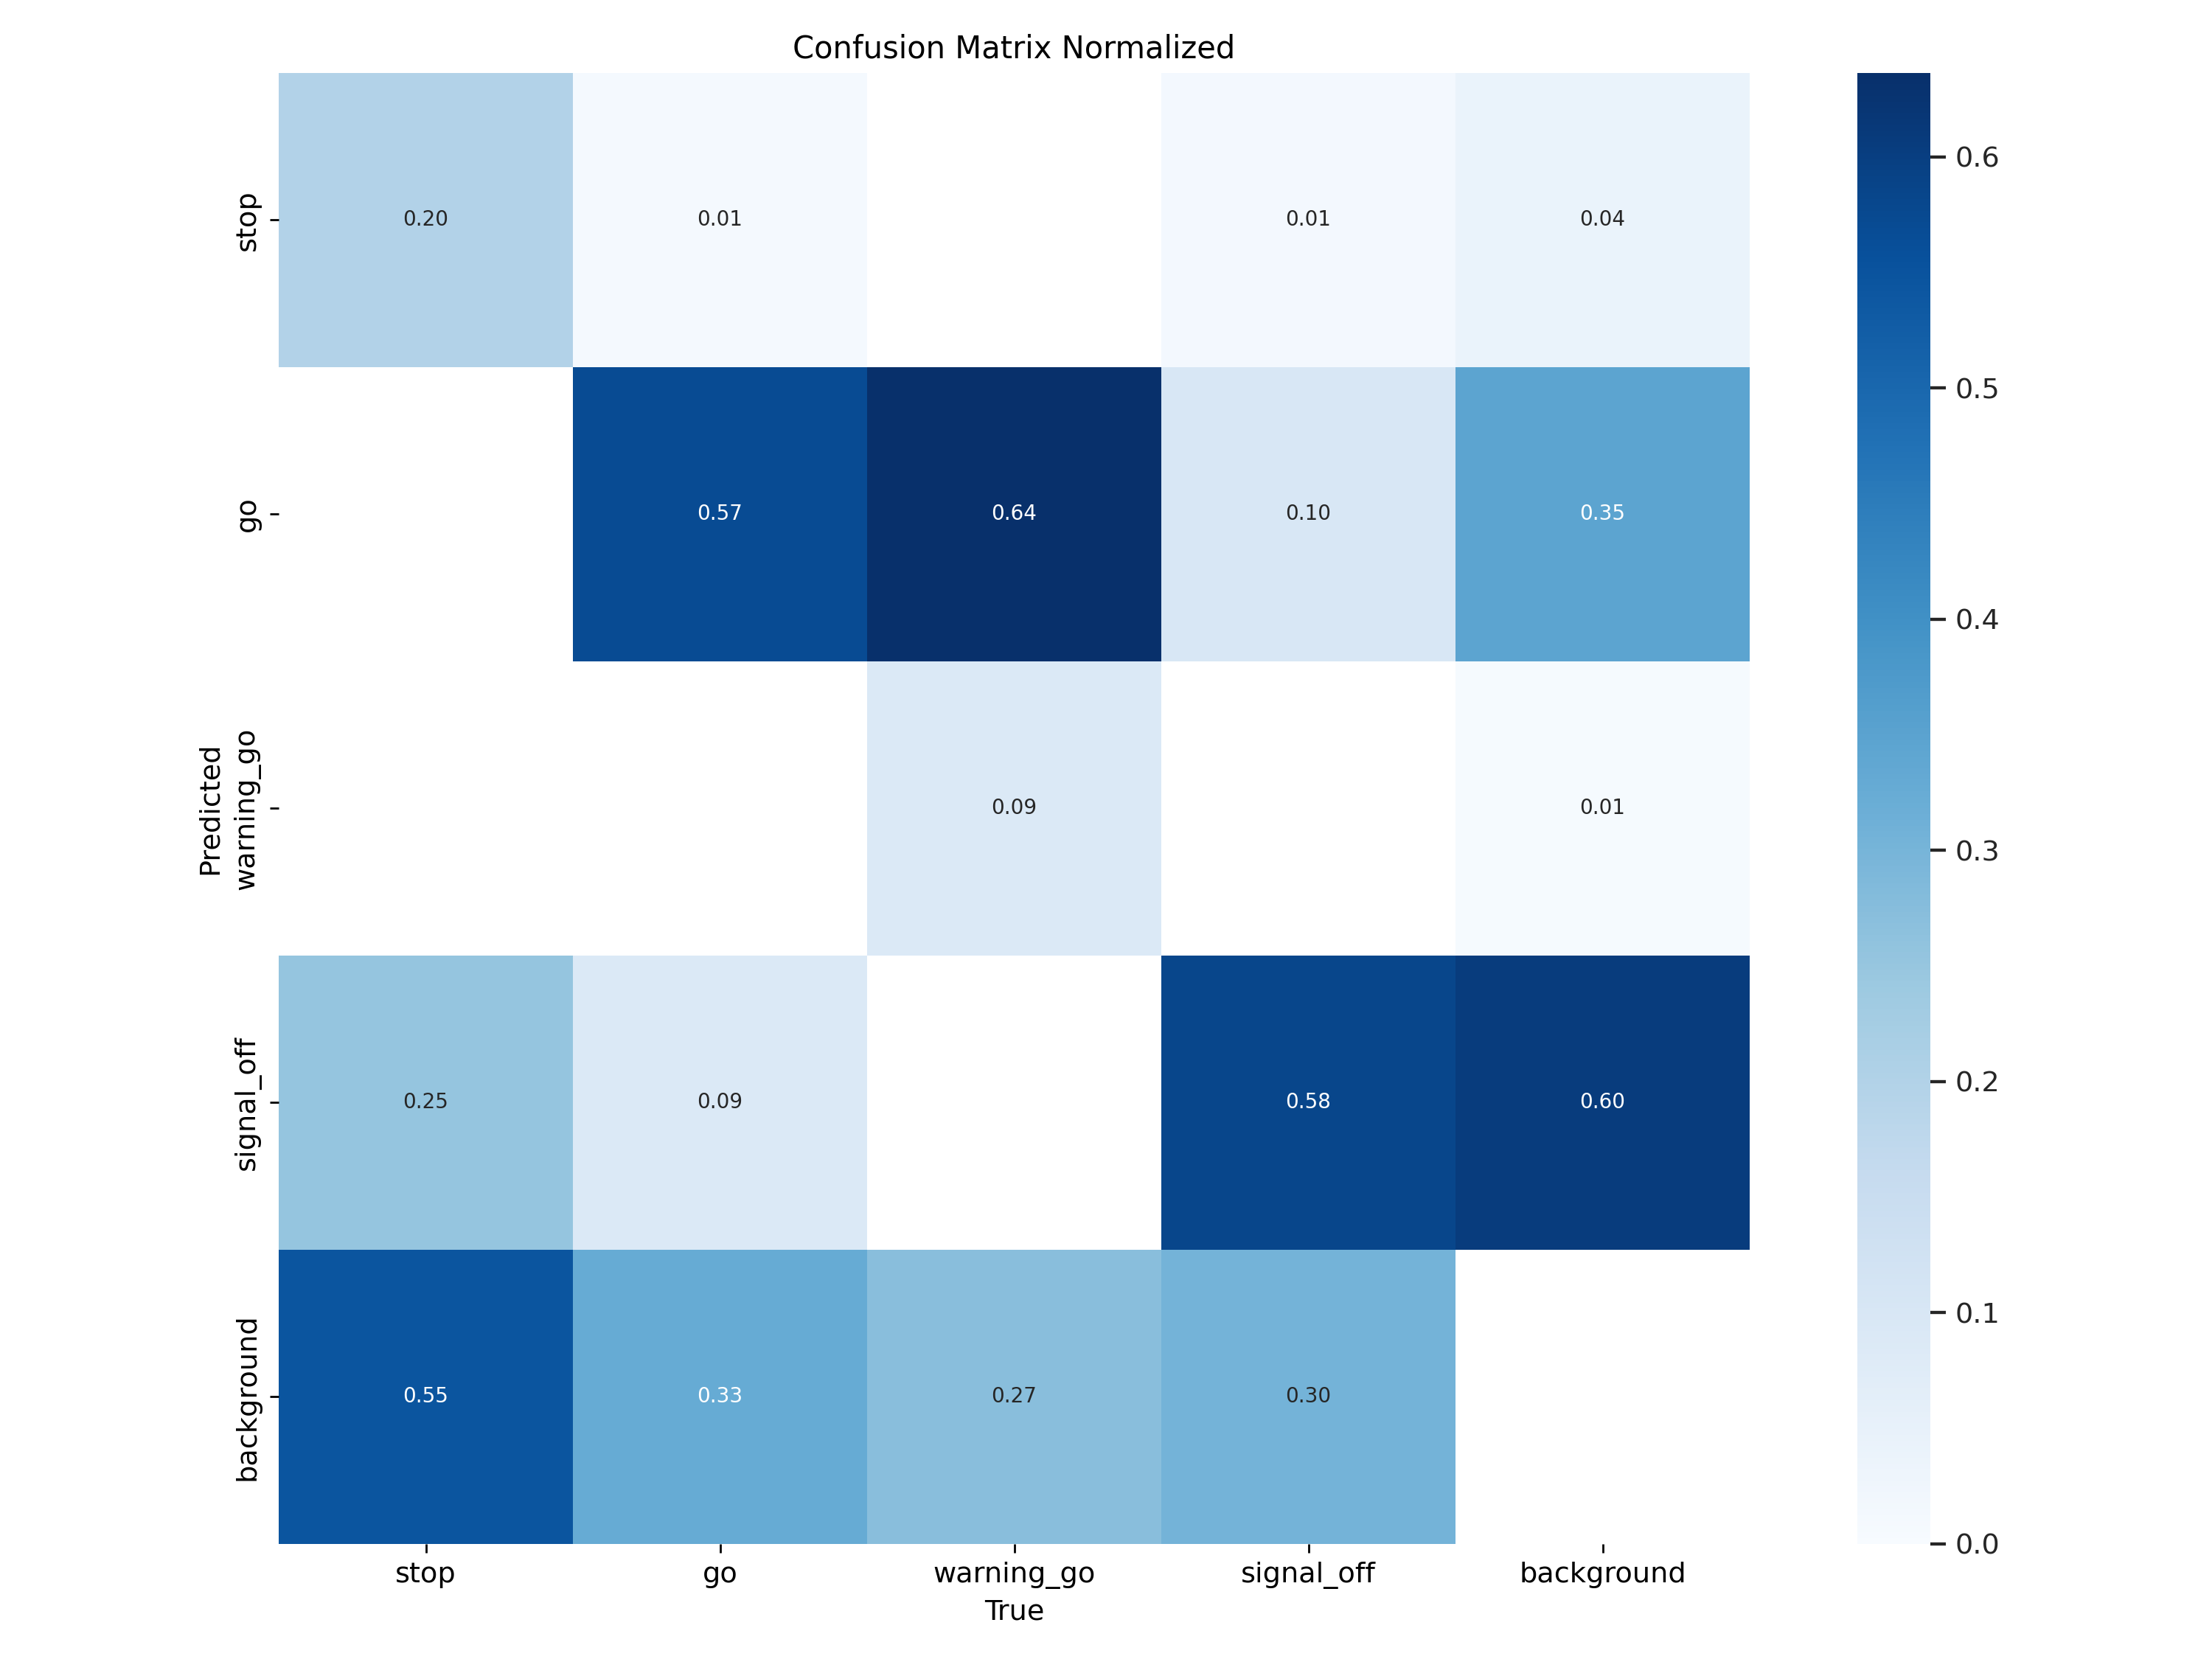 Confusion Matrix Normalized
Predicted
stop
0.20
0.01
0.01
0.04
go
0.57
0.64
0.10
0.35
warning_go
0.09
0.01
signal_off
0.25
0.09
0.58
0.60
background
0.55
0.33
0.27
0.30
stop
go
warning_go
signal_off
background
True
0.6
0.5
0.4
0.3
0.2
0.1
0.0